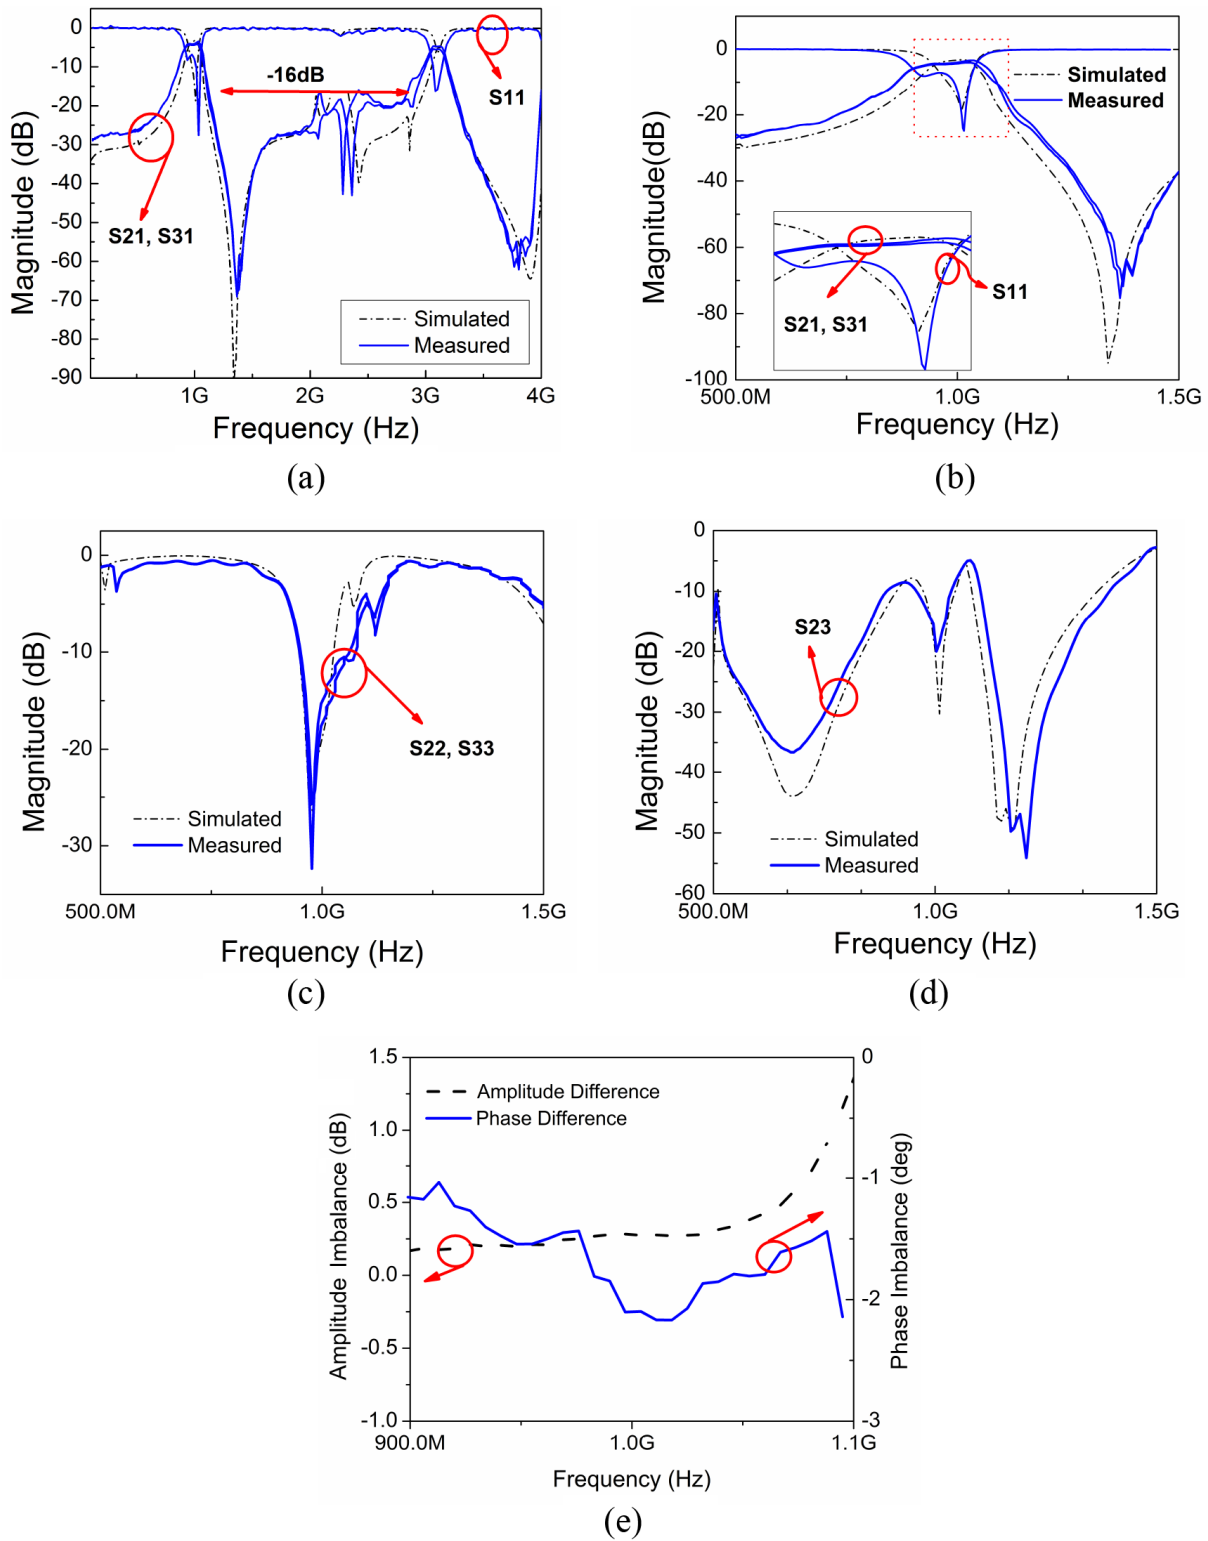 0
-10
-20
-30
-40
-50
-60
-70
-80
-90
Magnitude (dB)
-16dB
S11
S21, S31
Simulated
Measured
1G
2G
3G
4G
Frequency (Hz)
(a)
0
-20
-40
-60
-80
-100
Magnitude(dB)
Simulated
Measured
S21, S31
S11
500.0M
1.0G
1.5G
Frequency (Hz)
(b)
0
-10
-20
-30
Magnitude (dB)
S22, S33
Simulated
Measured
500.0M
1.0G
1.5G
Frequency (Hz)
(c)
0
-10
-20
-30
-40
-50
-60
Magnitude (dB)
S23
Simulated
Measured
500.0M
1.0G
1.5G
Frequency (Hz)
(d)
1.5
1.0
0.5
0.0
-0.5
-1.0
Amplitude Imbalance (dB)
Amplitude Difference
Phase Difference
0
-1
-2
-3
Phase Imbalance (deg)
900.0M
1.0G
1.1G
Frequency (Hz)
(e)